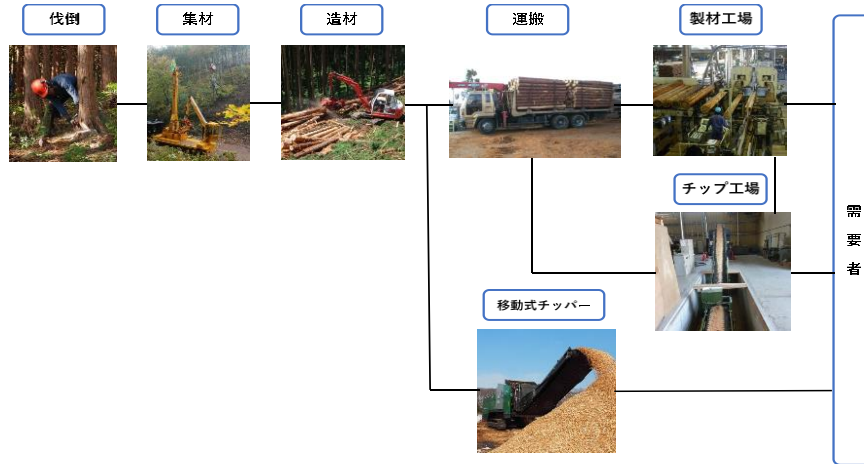 伐倒
集材
造材
運搬
製材工場
チップ工場
移動式チッパー
需要者